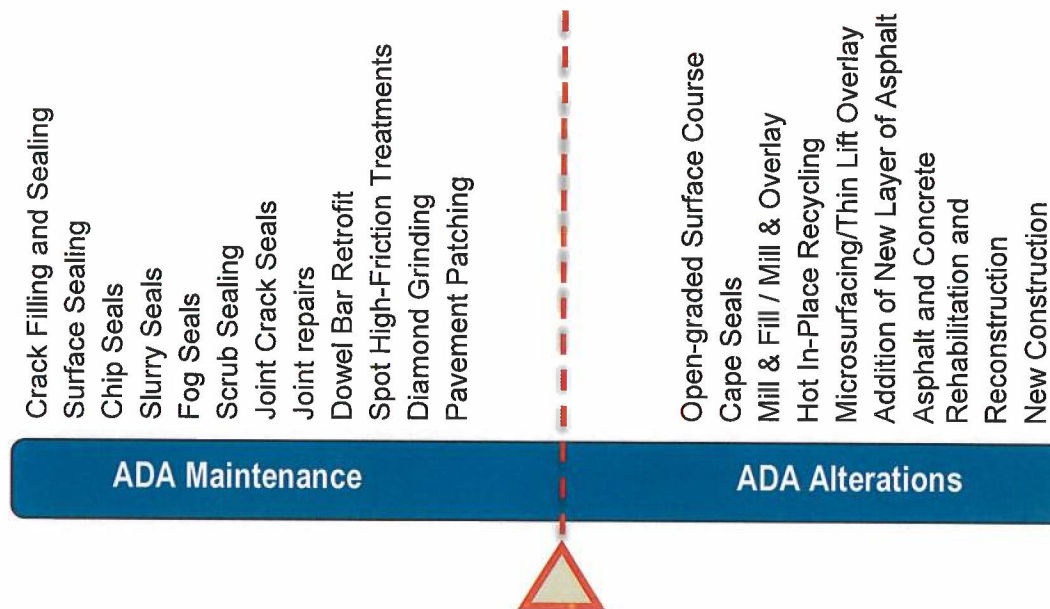 Crack Filling and Sealing
Surface Sealing
Chip Seals
Slurry Seals
Fog Seals
Scrub Sealing
Joint Crack Seals
Joint repairs
Dowel Bar Retrofit
Spot High-Friction Treatments
Diamond Grinding
Pavement Patching
Open-graded Surface Course
Cape Seals
Mill & Fill / Mill & Overlay
Hot In-Place Recycling
Microsurfacing/Thin Lift Overlay
Addition of New Layer of Asphalt
Asphalt and Concrete
Rehabilitation and
Reconstruction
New Construction
ADA Maintenance
ADA Alterations